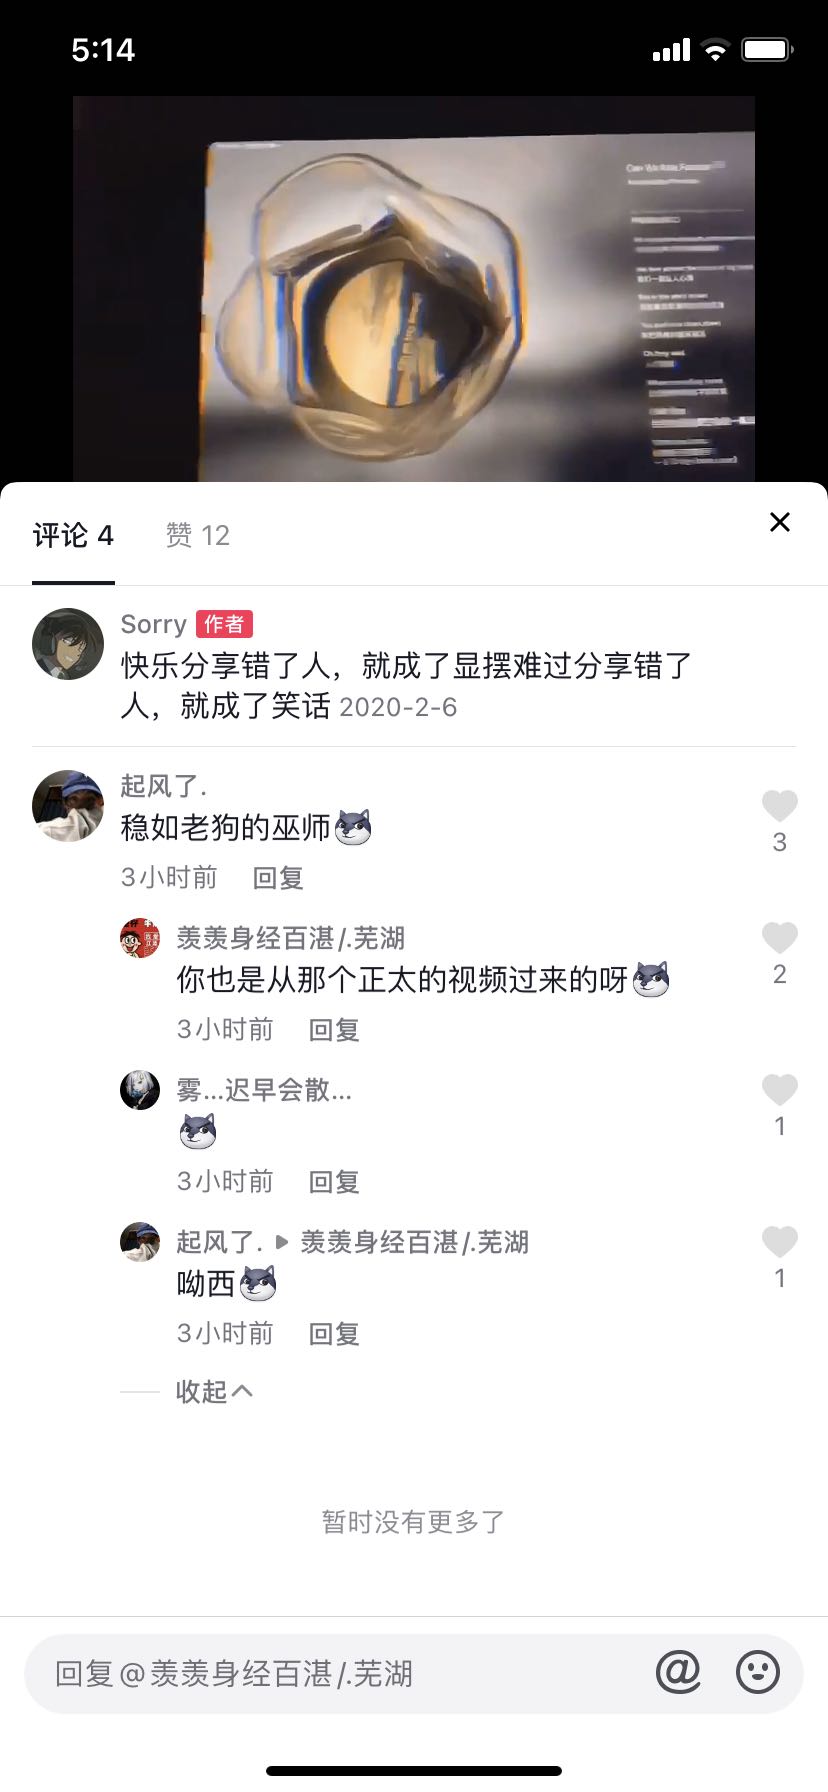 5:14
评论 4
赞 12
Sorry 作者
快乐分享错了人，就成了显摆难过分享错了
人，就成了笑话 2020-2-6
起风了.
稳如老狗的巫师
3
3小时前 回复
羡羡身经百湛/.芜湖
你也是从那个正太的视频过来的呀
2
3小时前 回复
雾...迟早会散...
1
3小时前 回复
起风了. ▶ 羡羡身经百湛/.芜湖
呦西
1
3小时前 回复
收起
暂时没有更多了
回复@羡羡身经百湛/.芜湖